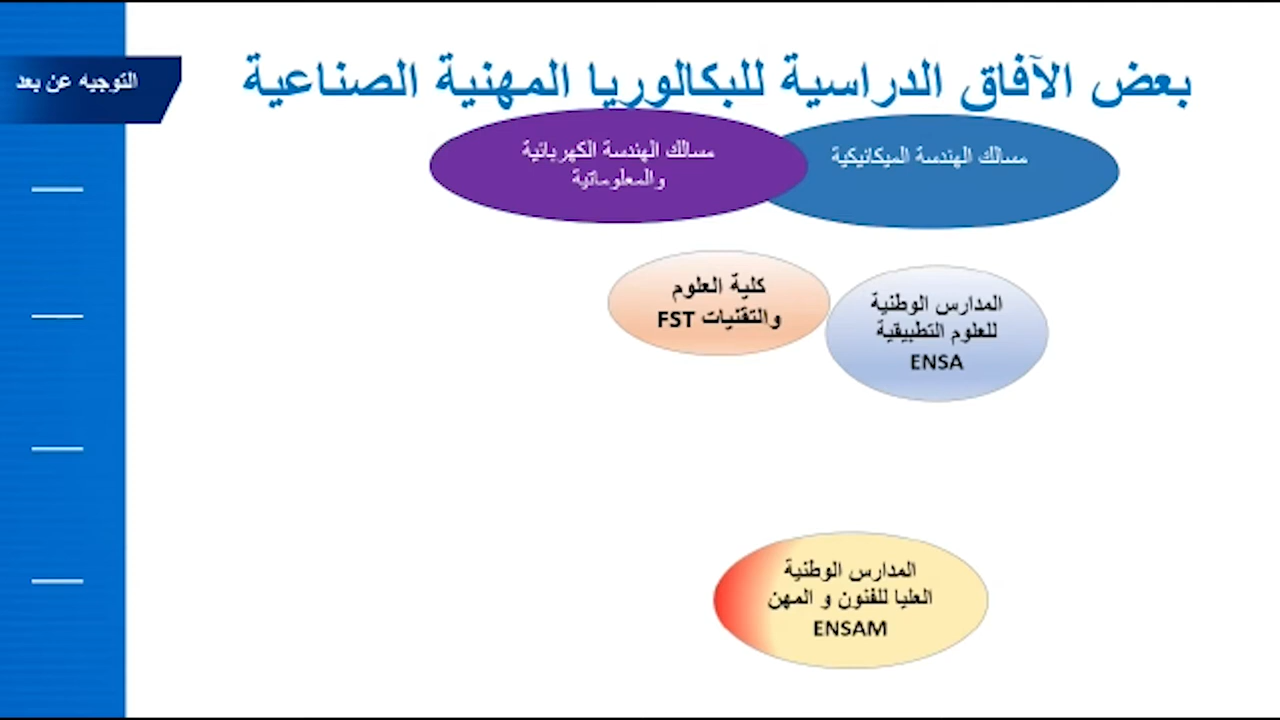 بعض الآفاق الدراسية للبكالوريا المهنية الصناعية
التوجيه عن بعد
مسالك الهندسة الميكانيكية
مسالك الهندسة الكهربائية
والمعلوماتية
المدارس الوطنية
للعلوم التطبيقية
ENSA
كلية العلوم
والتقنيات FST
المدارس الوطنية
العليا للفنون و المهن
ENSAM